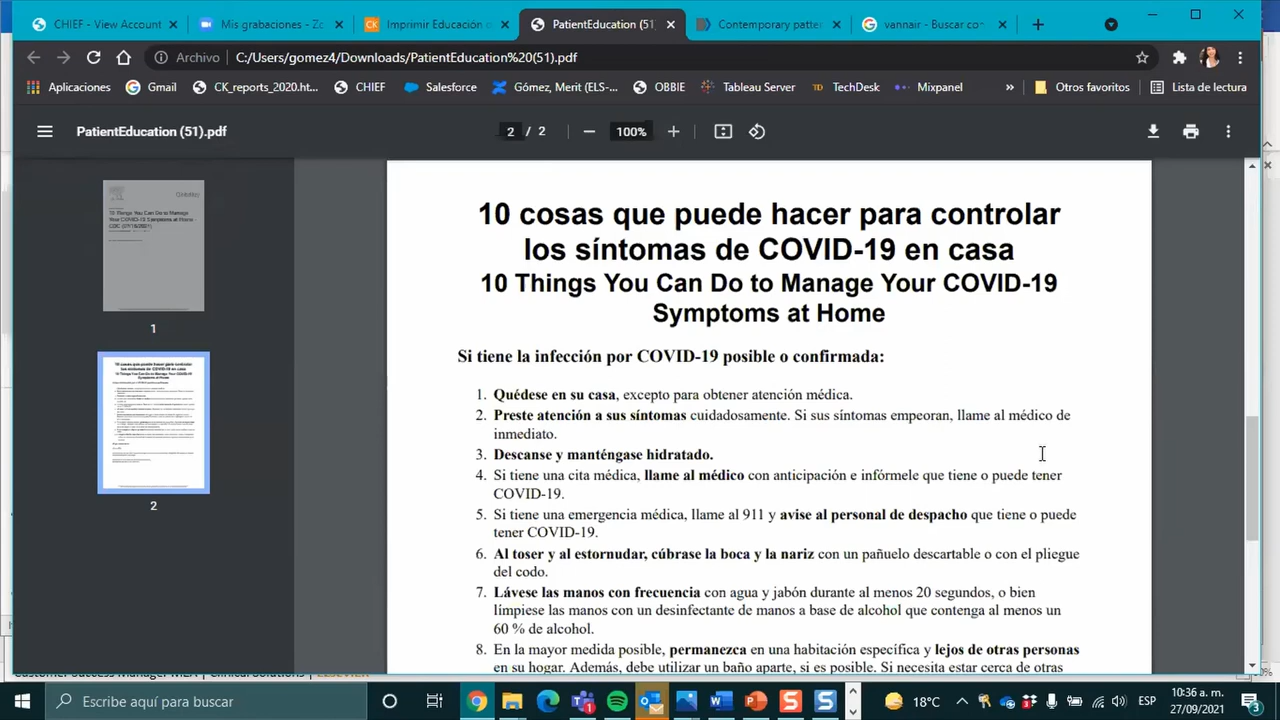 CHIEF - View Account
Mis grabaciones - Zo
Imprimir Educación d
PatientEducation (51)
Contemporary patte
vannair - Buscar con
Archivo
C:/Users/gomez4/Downloads/PatientEducation%20(51).pdf
Aplicaciones
Gmail
CK_reports_2020.ht...
CHIEF
Salesforce
Gómez, Merit (ELS-...
OBBIE
Tableau Server
TechDesk
Mixpanel
»
Otros favoritos
Lista de lectura
PatientEducation (51).pdf
2 / 2
100%
10 cosas que puede hacer para controlar
los síntomas de COVID-19 en casa
10 Things You Can Do to Manage Your COVID-19
Symptoms at Home
Si tiene la infección por COVID-19 posible o confirmada:
1. Quédese en su casa, excepto para obtener atención médica.
2. Preste atención a sus síntomas cuidadosamente. Si sus síntomas empeoran, llame al médico de
inmediato.
3. Descanse y manténgase hidratado.
4. Si tiene una cita médica, llame al médico con anticipación e infórmele que tiene o puede tener
COVID-19.
5. Si tiene una emergencia médica, llame al 911 y avise al personal de despacho que tiene o puede
tener COVID-19.
6. Al toser y al estornudar, cúbrase la boca y la nariz con un pañuelo descartable o con el pliegue
del codo.
7. Lávese las manos con frecuencia con agua y jabón durante al menos 20 segundos, o bien
límpiese las manos con un desinfectante de manos a base de alcohol que contenga al menos un
60 % de alcohol.
8. En la mayor medida posible, permanezca en una habitación específica y lejos de otras personas
en su hogar. Además, debe utilizar un baño aparte, si es posible. Si necesita estar cerca de otras
1
2
Escribe aquí para buscar
18°C
ESP
10:36 a. m.
27/09/2021
3